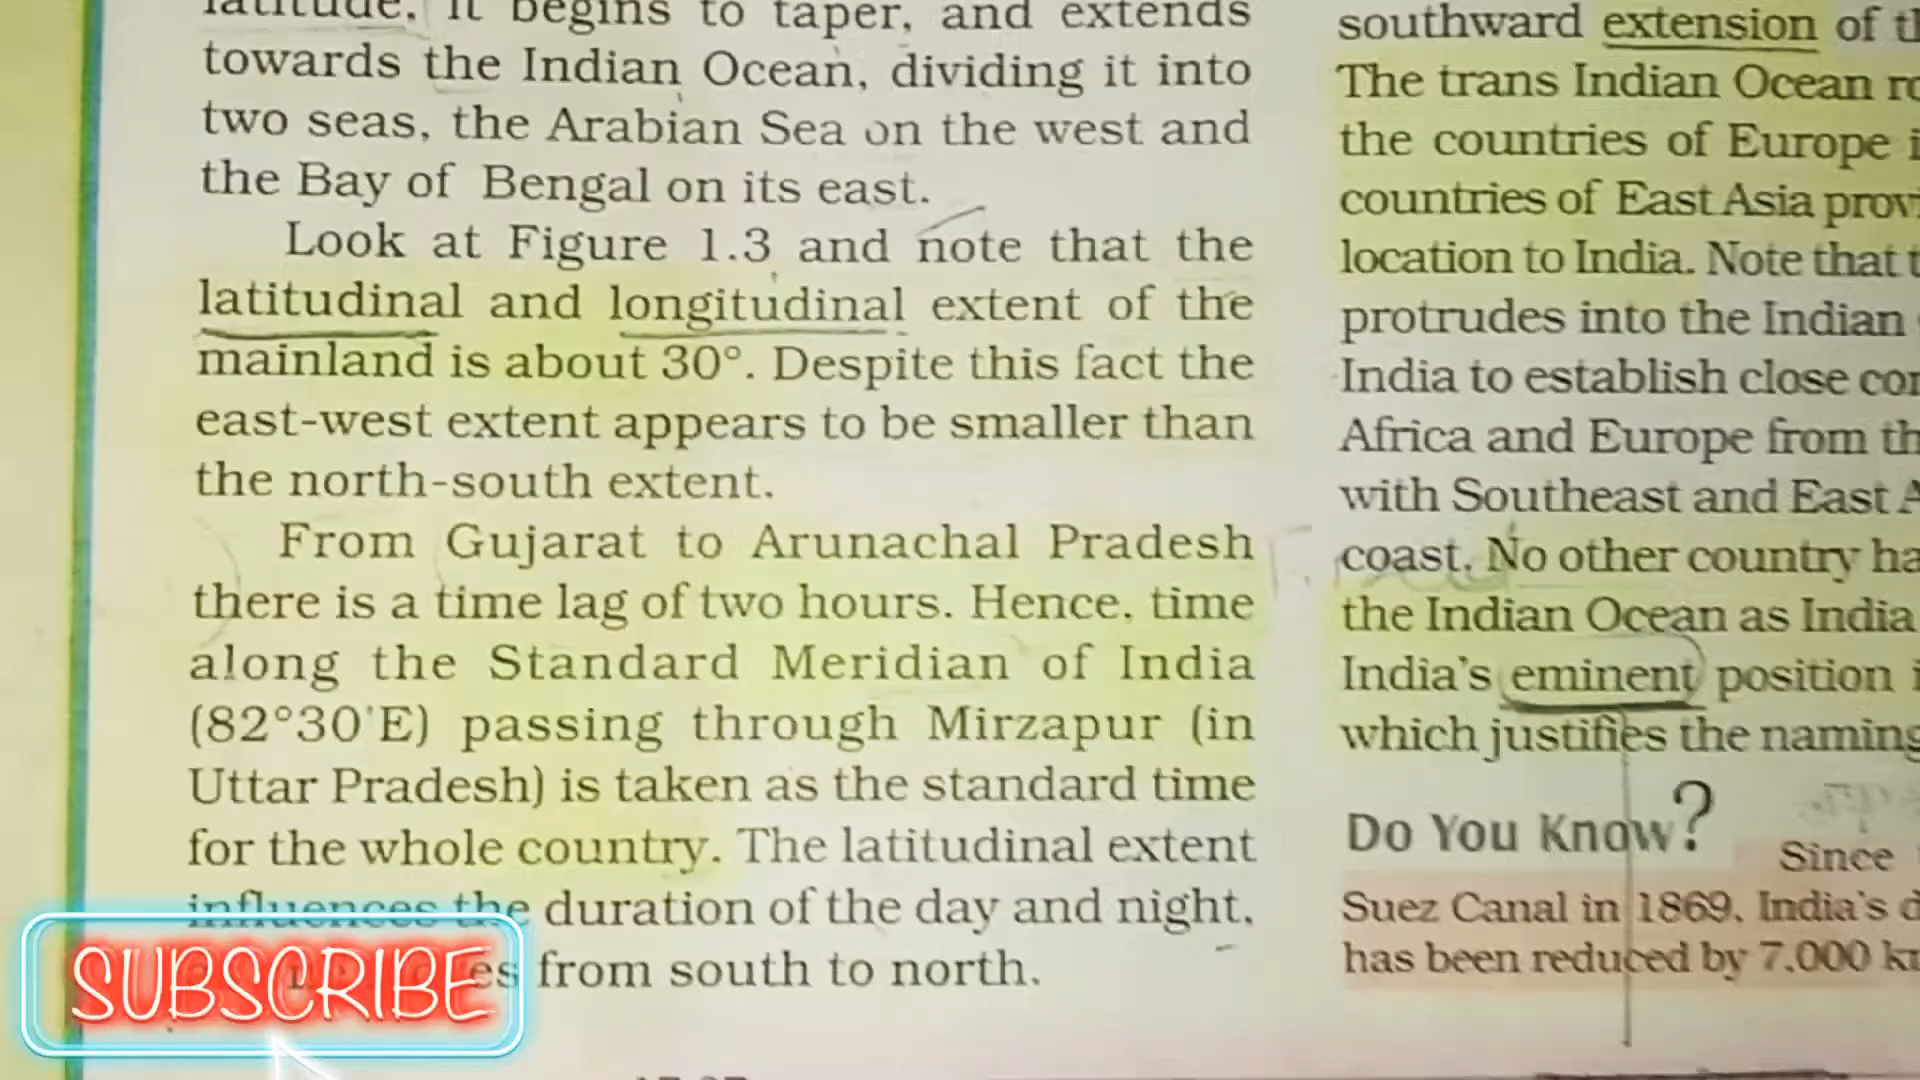 latitude, it begins to taper, and extends
towards the Indian Ocean, dividing it into
two seas, the Arabian Sea on the west and
the Bay of Bengal on its east.
Look at Figure 1.3 and note that the
latitudinal and longitudinal extent of the
mainland is about 30°. Despite this fact the
east-west extent appears to be smaller than
the north-south extent.
From Gujarat to Arunachal Pradesh
there is a time lag of two hours. Hence, time
along the Standard Meridian of India
(82°30'E) passing through Mirzapur (in
Uttar Pradesh) is taken as the standard time
for the whole country. The latitudinal extent
influences the duration of the day and night,
from south to north.
SUBSCRIBE
southward extension of
The trans Indian Ocean
the countries of Europe
countries of East Asia
location to India. Note that
protrudes into the Indian
India to establish close
Africa and Europe from
with Southeast and East
coast. No other country
the Indian Ocean as India
India's eminent position
which justifies the naming
Do You Know?
Since
Suez Canal in 1869, India's
has been reduced by 7,000